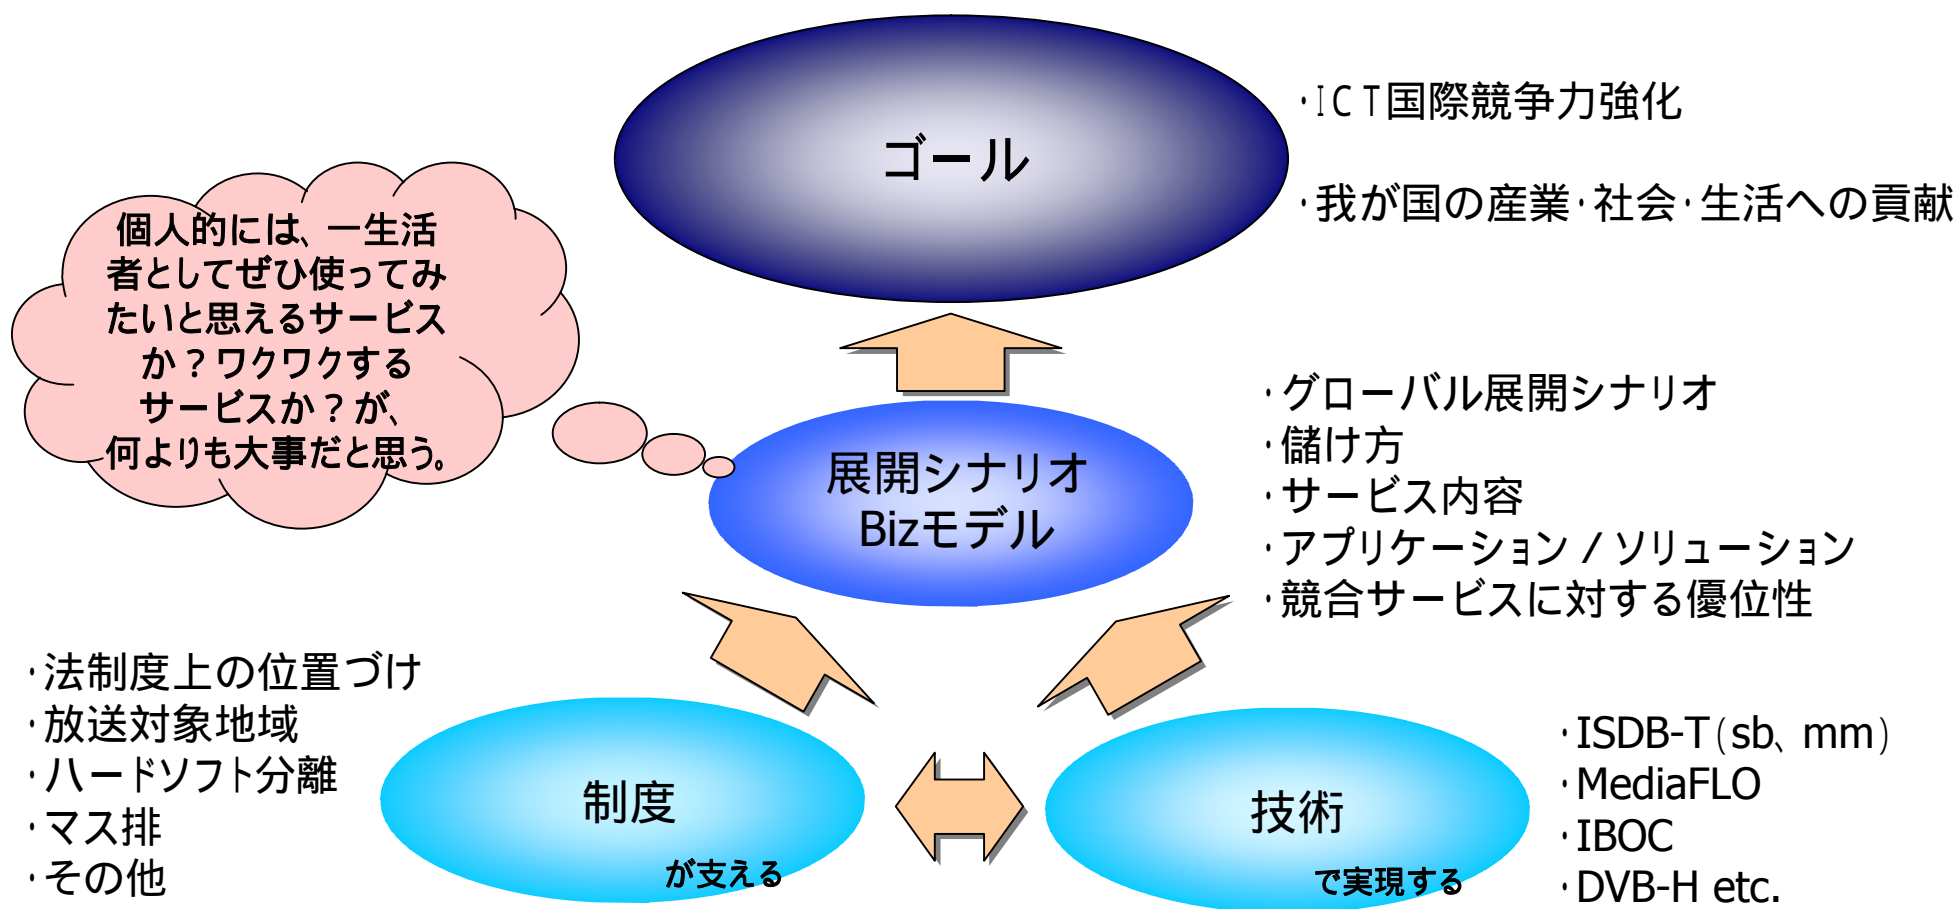 ゴール
・ICT国際競争力強化
・我が国の産業・社会・生活への貢献
個人的には、一生活
者としてぜひ使ってみ
たいと思えるサービス
か？ワクワクする
サービスか？が、
何よりも大事だと思う。
展開シナリオ
Bizモデル
・グローバル展開シナリオ
・儲け方
・サービス内容
・アプリケーション／ソリューション
・競合サービスに対する優位性
・法制度上の位置づけ
・放送対象地域
・ハードソフト分離
・マス排
・その他
制度
が支える
技術
で実現する
・ISDB-T（sb、mm）
・MediaFLO
・IBOC
・DVB-H etc.